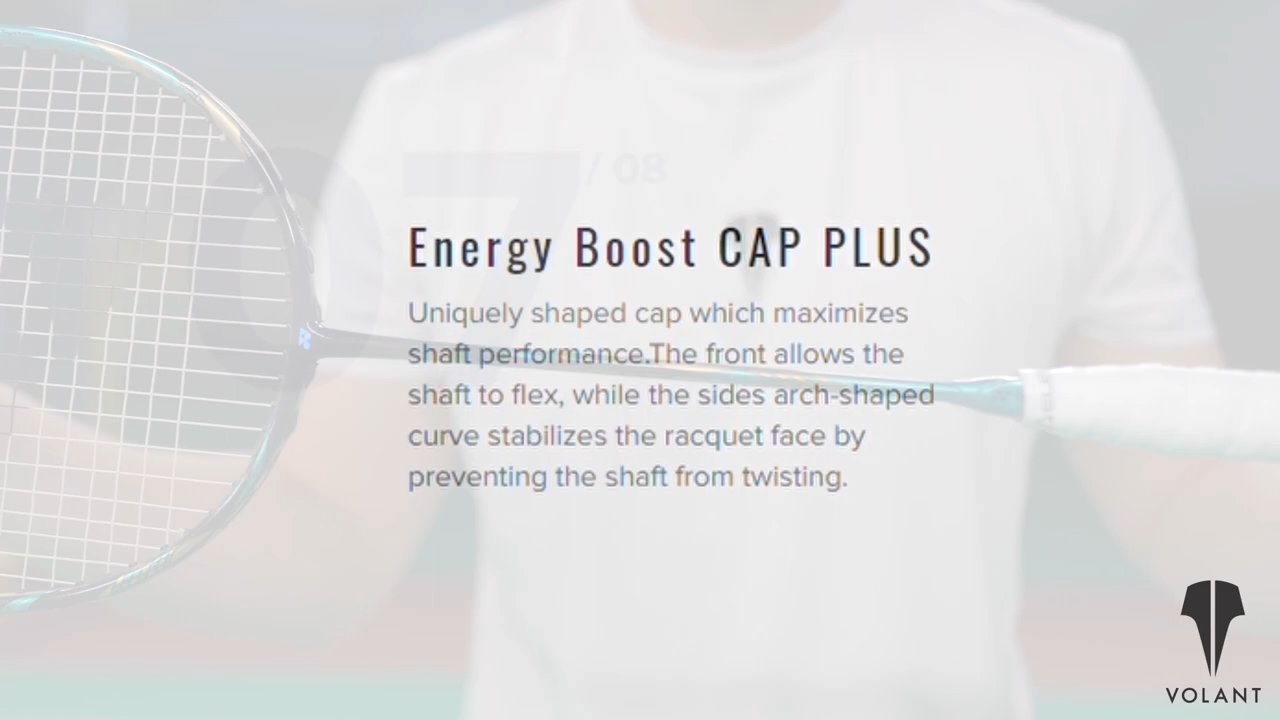 07 / 08
Energy Boost CAP PLUS
Uniquely shaped cap which maximizes
shaft performance.The front allows the
shaft to flex, while the sides arch-shaped
curve stabilizes the racquet face by
preventing the shaft from twisting.
VOLANT